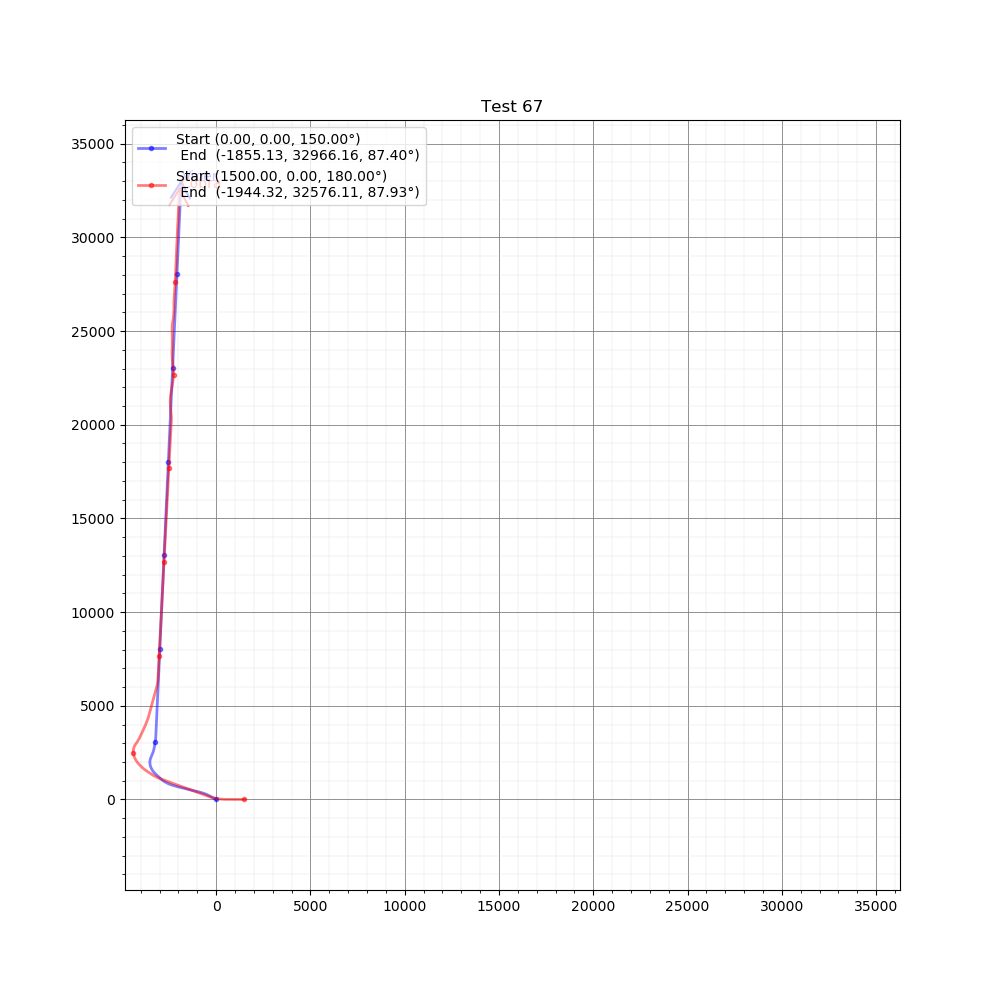 Test 67
Start (0.00, 0.00, 150.00°)
End (-1855.13, 32966.16, 87.40°)
Start (1500.00, 0.00, 180.00°)
End (-1944.32, 32576.11, 87.93°)
35000
30000
25000
20000
15000
10000
5000
0
0 5000 10000 15000 20000 25000 30000 35000